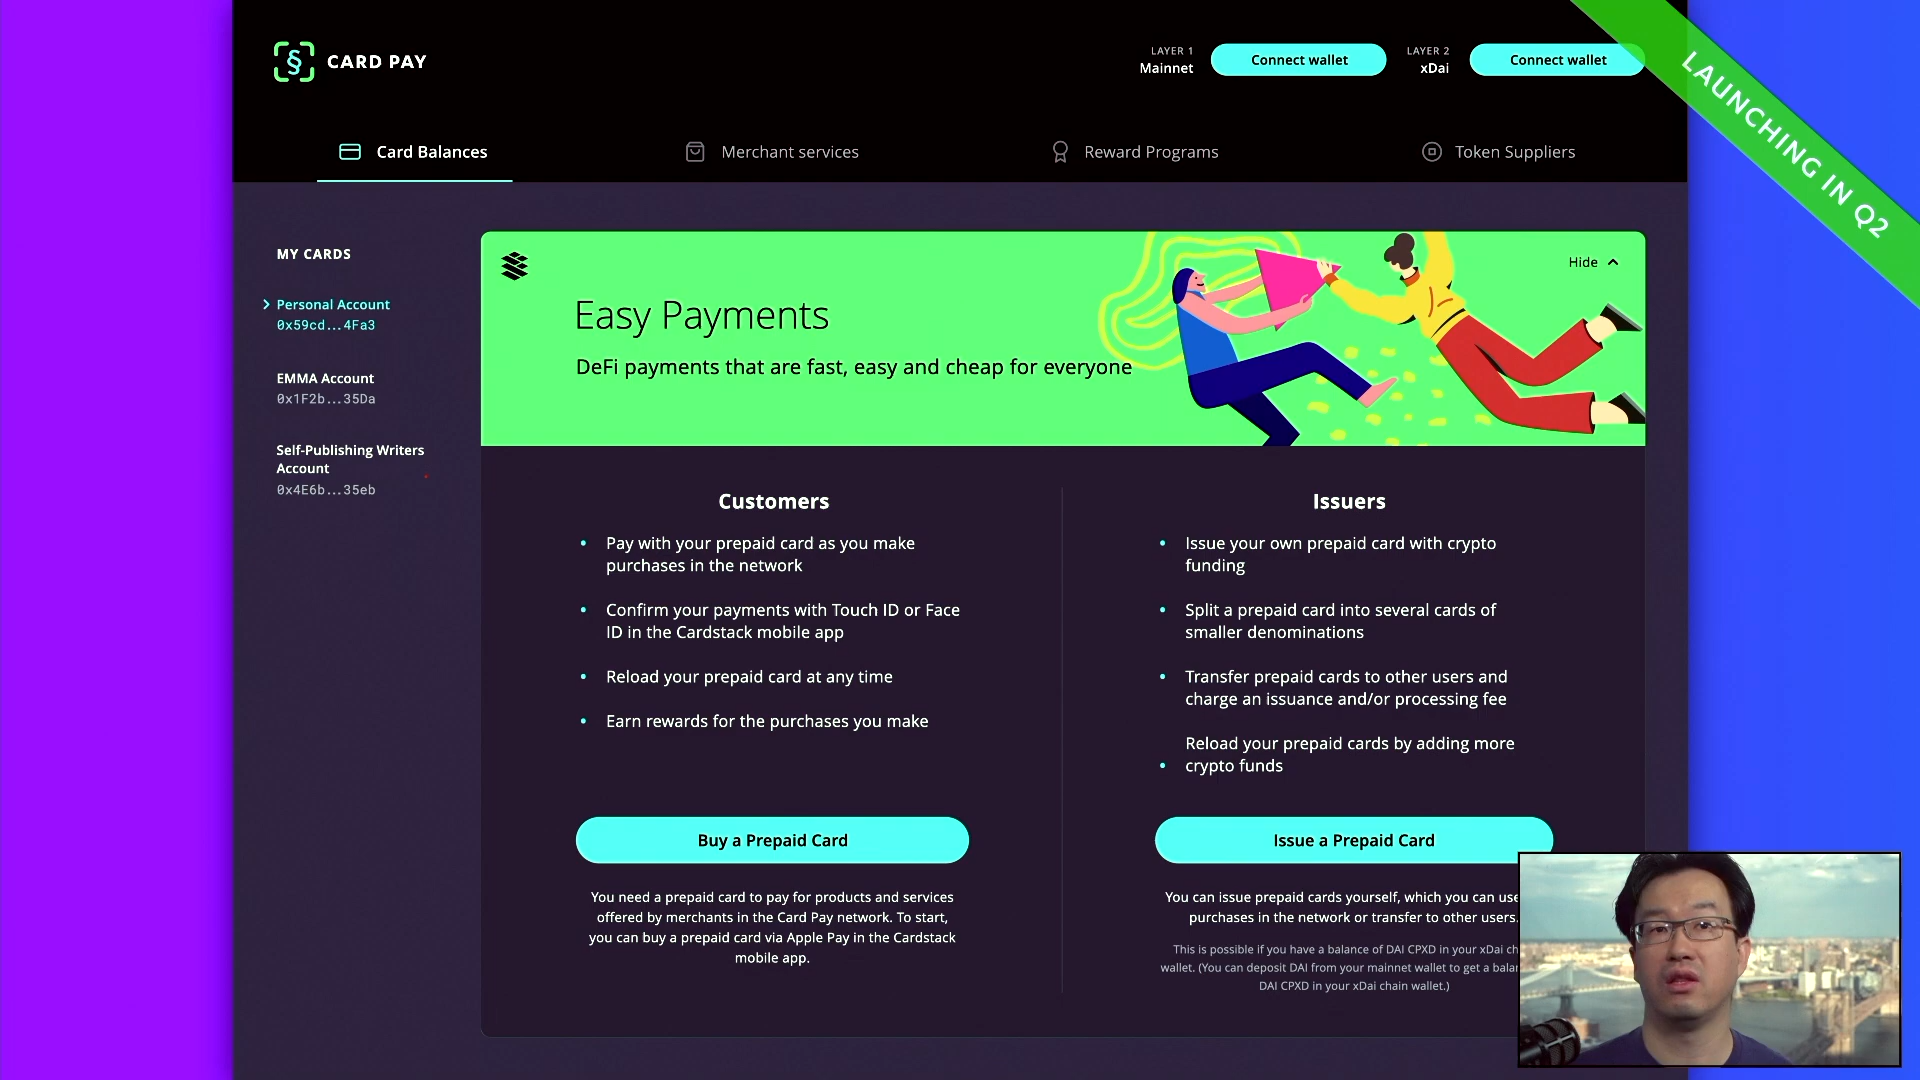 CARD PAY
LAYER 1
Mainnet
Connect wallet
LAYER 2
xDai
Connect wallet
LAUNCHING IN Q2
Card Balances
Merchant services
Reward Programs
Token Suppliers
MY CARDS
Personal Account
0x59cd...4Fa3
EMMA Account
0x1F2b...35Da
Self-Publishing Writers
Account
0x4E6b...35eb
Hide
Easy Payments
DeFi payments that are fast, easy and cheap for everyone
Customers
Pay with your prepaid card as you make
purchases in the network
Confirm your payments with Touch ID or Face
ID in the Cardstack mobile app
Reload your prepaid card at any time
Earn rewards for the purchases you make
Buy a Prepaid Card
You need a prepaid card to pay for products and services
offered by merchants in the Card Pay network. To start,
you can buy a prepaid card via Apple Pay in the Cardstack
mobile app.
Issuers
Issue your own prepaid card with crypto
funding
Split a prepaid card into several cards of
smaller denominations
Transfer prepaid cards to other users and
charge an issuance and/or processing fee
Reload your prepaid cards by adding more
crypto funds
Issue a Prepaid Card
You can issue prepaid cards yourself, which you can use
purchases in the network or transfer to other users.
This is possible if you have a balance of DAI CPXD in your xDai
wallet. (You can deposit DAI from your mainnet wallet to get a
DAI CPXD in your xDai chain wallet.)